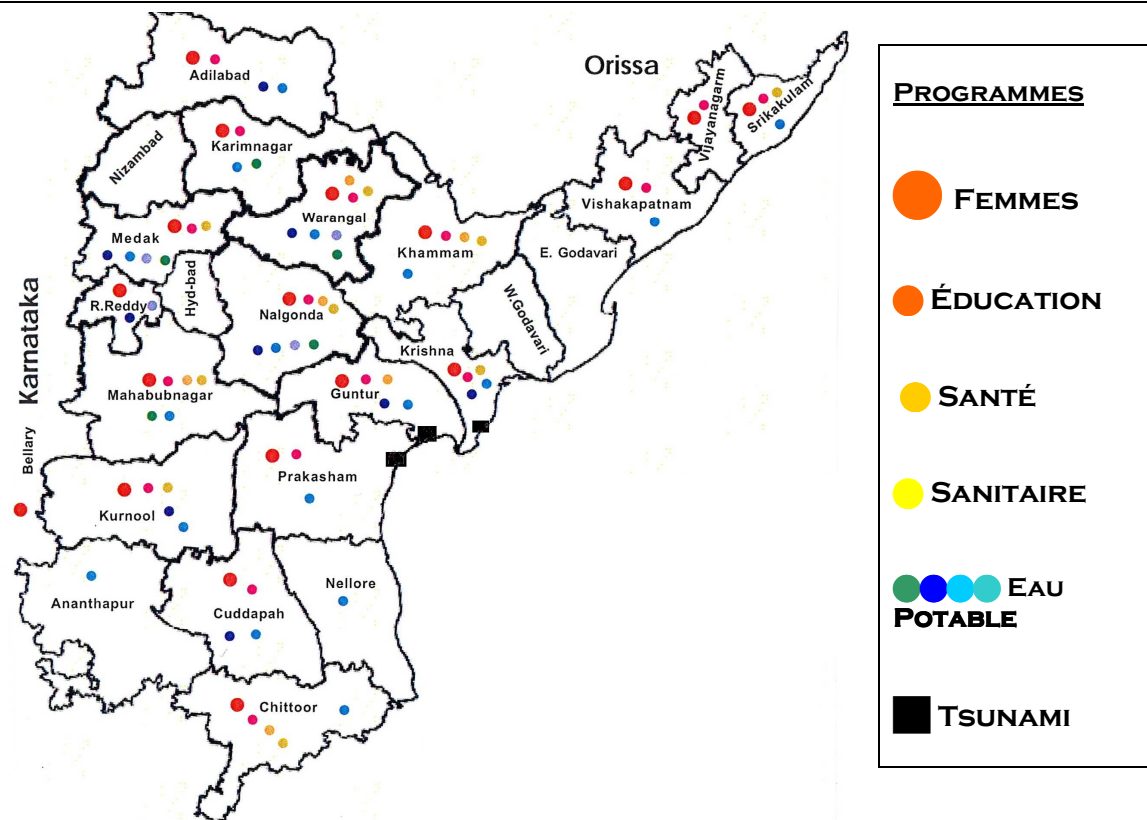 Orissa
Adilabad
Nizambad
Karimnagar
Vijayanagarm
Srikakulam
Warangal
Vishakapatnam
Medak
Khammam
E. Godavari
Hyd-bad
R.Reddy
Nalgonda
W.Godavari
Karnataka
Krishna
Mahabubnagar
Guntur
Bellary
Prakasham
Kurnool
Ananthapur
Cuddapah
Nellore
Chittoor
PROGRAMMES
FEMMES
ÉDUCATION
SANTÉ
SANITAIRE
EAU
POTABLE
TSUNAMI